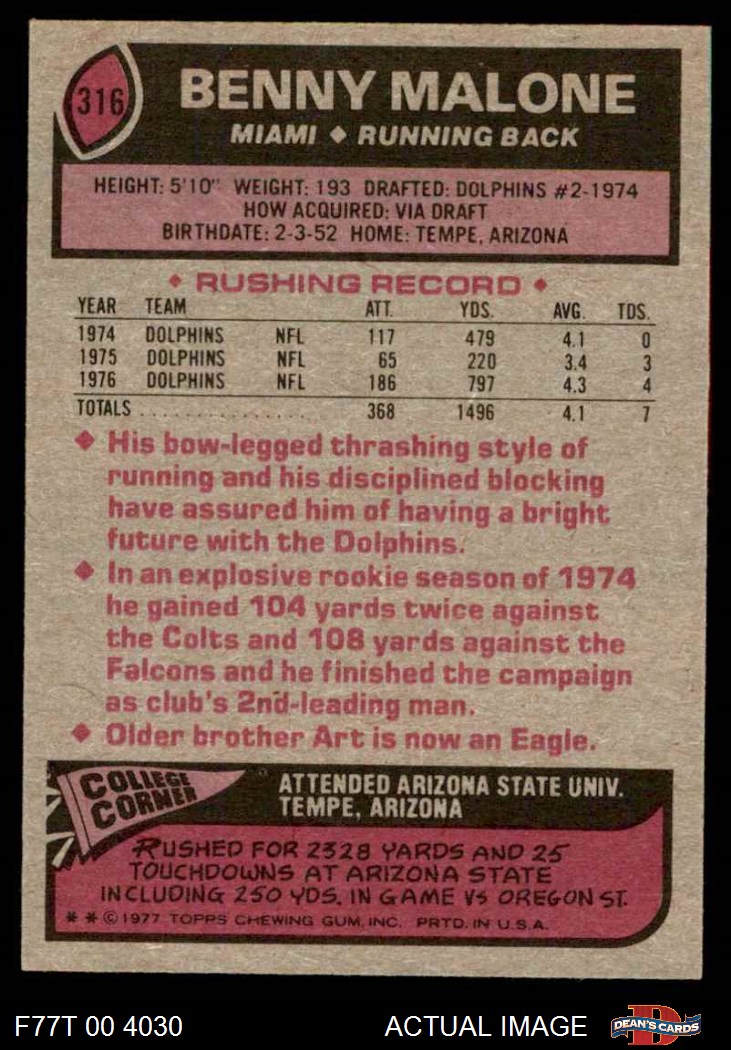 316
BENNY MALONE
MIAMI ◆ RUNNING BACK
HEIGHT: 5'10" WEIGHT: 193 DRAFTED: DOLPHINS #2-1974
HOW ACQUIRED: VIA DRAFT
BIRTHDATE: 2-3-52 HOME: TEMPE, ARIZONA
◆ RUSHING RECORD ◆
YEAR TEAM ATT. YDS. AVG. TDS.
1974 DOLPHINS NFL 117 479 4.1 0
1975 DOLPHINS NFL 65 220 3.4 3
1976 DOLPHINS NFL 186 797 4.3 4
TOTALS . . . . . . . . . . . . . . . . 368 1496 4.1 7
◆ His bow-legged thrashing style of
running and his disciplined blocking
have assured him of having a bright
future with the Dolphins.
◆ In an explosive rookie season of 1974
he gained 104 yards twice against
the Colts and 108 yards against the
Falcons and he finished the campaign
as club's 2nd-leading man.
◆ Older brother Art is now an Eagle.
COLLEGE
CORNER
ATTENDED ARIZONA STATE UNIV.
TEMPE, ARIZONA
RUSHED FOR 2328 YARDS AND 25
TOUCHDOWNS AT ARIZONA STATE
INCLUDING 250 YDS. IN GAME VS OREGON ST.
* * © 1977 TOPPS CHEWING GUM, INC. PRTD. IN U.S.A.
F77T 00 4030 ACTUAL IMAGE
D
DEAN'S CARDS